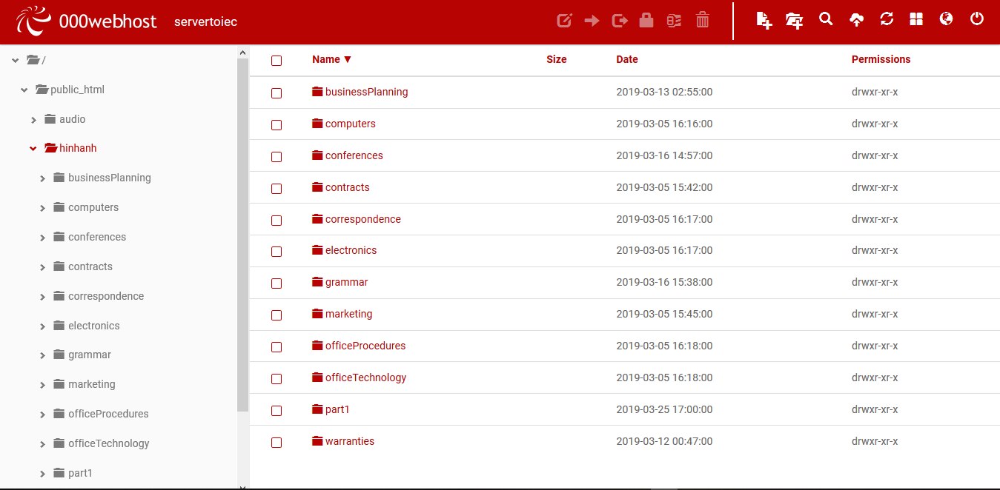 000webhost servertoiec
/
public_html
audio
hinhanh
businessPlanning
computers
conferences
contracts
correspondence
electronics
grammar
marketing
officeProcedures
officeTechnology
part1
Name ▼ Size Date Permissions
businessPlanning 2019-03-13 02:55:00 drwxr-xr-x
computers 2019-03-05 16:16:00 drwxr-xr-x
conferences 2019-03-16 14:57:00 drwxr-xr-x
contracts 2019-03-05 15:42:00 drwxr-xr-x
correspondence 2019-03-05 16:17:00 drwxr-xr-x
electronics 2019-03-05 16:17:00 drwxr-xr-x
grammar 2019-03-16 15:38:00 drwxr-xr-x
marketing 2019-03-05 15:45:00 drwxr-xr-x
officeProcedures 2019-03-05 16:18:00 drwxr-xr-x
officeTechnology 2019-03-05 16:18:00 drwxr-xr-x
part1 2019-03-25 17:00:00 drwxr-xr-x
warranties 2019-03-12 00:47:00 drwxr-xr-x